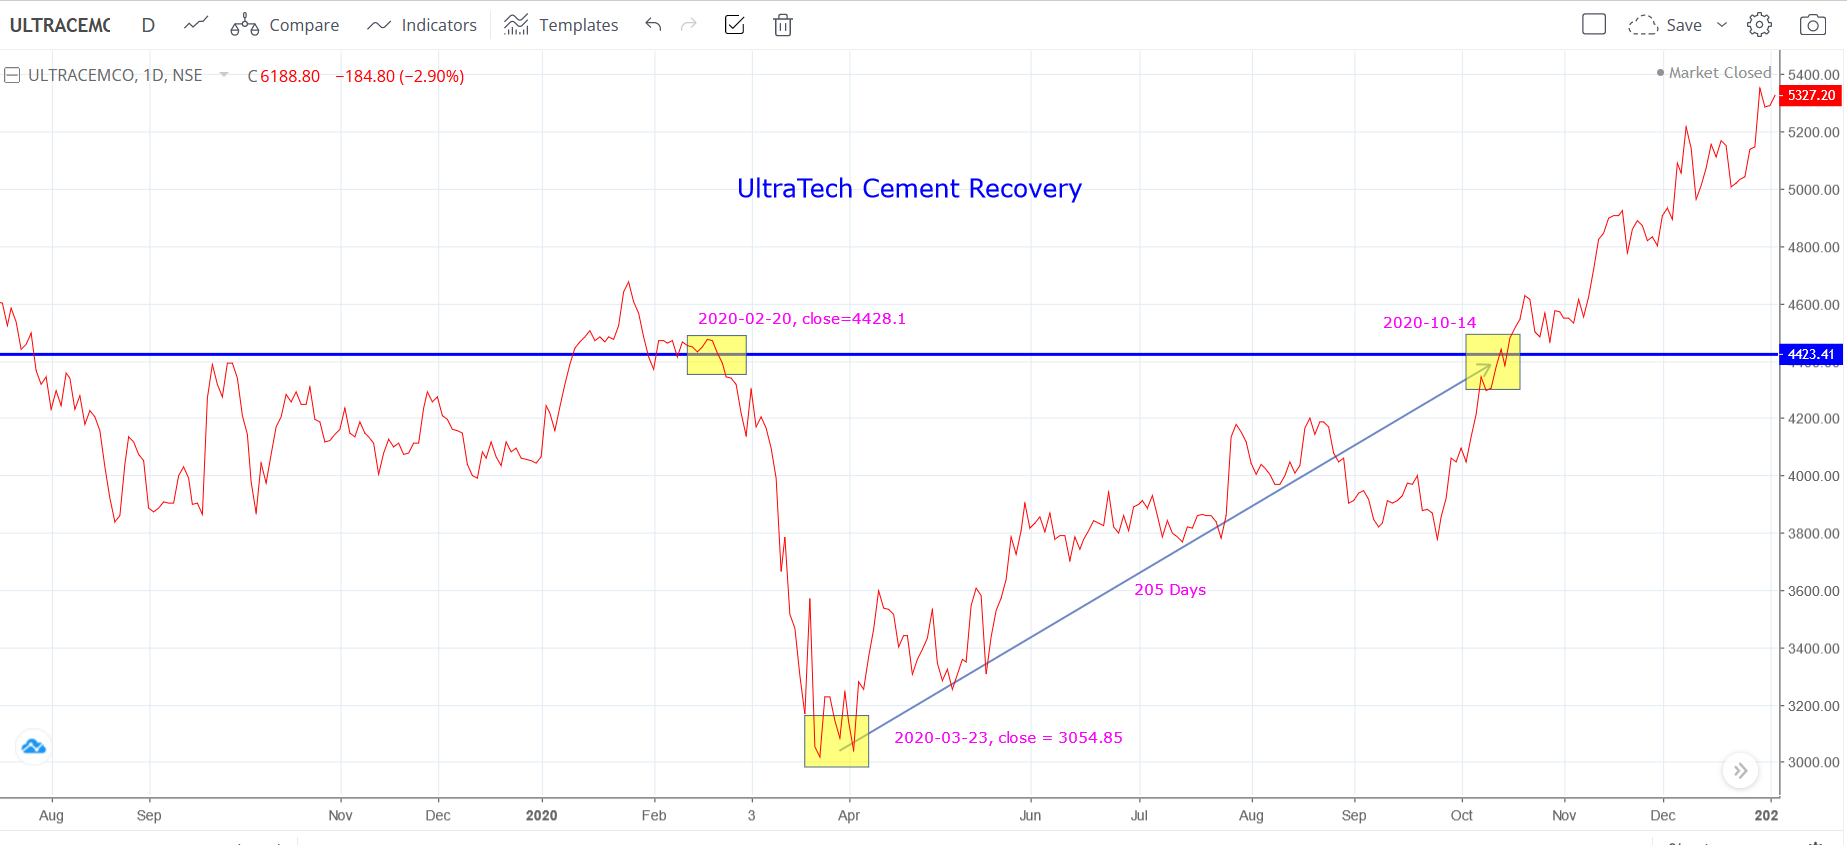 ULTRACEMC D Compare Indicators Templates Save
ULTRACEMCO, 1D, NSE C6188.80 −184.80 (−2.90%)
Market Closed
5400.00
5327.20
5200.00
UltraTech Cement Recovery
5000.00
4800.00
4600.00
2020-02-20, close=4428.1
2020-10-14
4423.41
4400.00
4200.00
4000.00
3800.00
205 Days
3600.00
3400.00
3200.00
2020-03-23, close = 3054.85
3000.00
Aug Sep Nov Dec 2020 Feb 3 Apr Jun Jul Aug Sep Oct Nov Dec 202